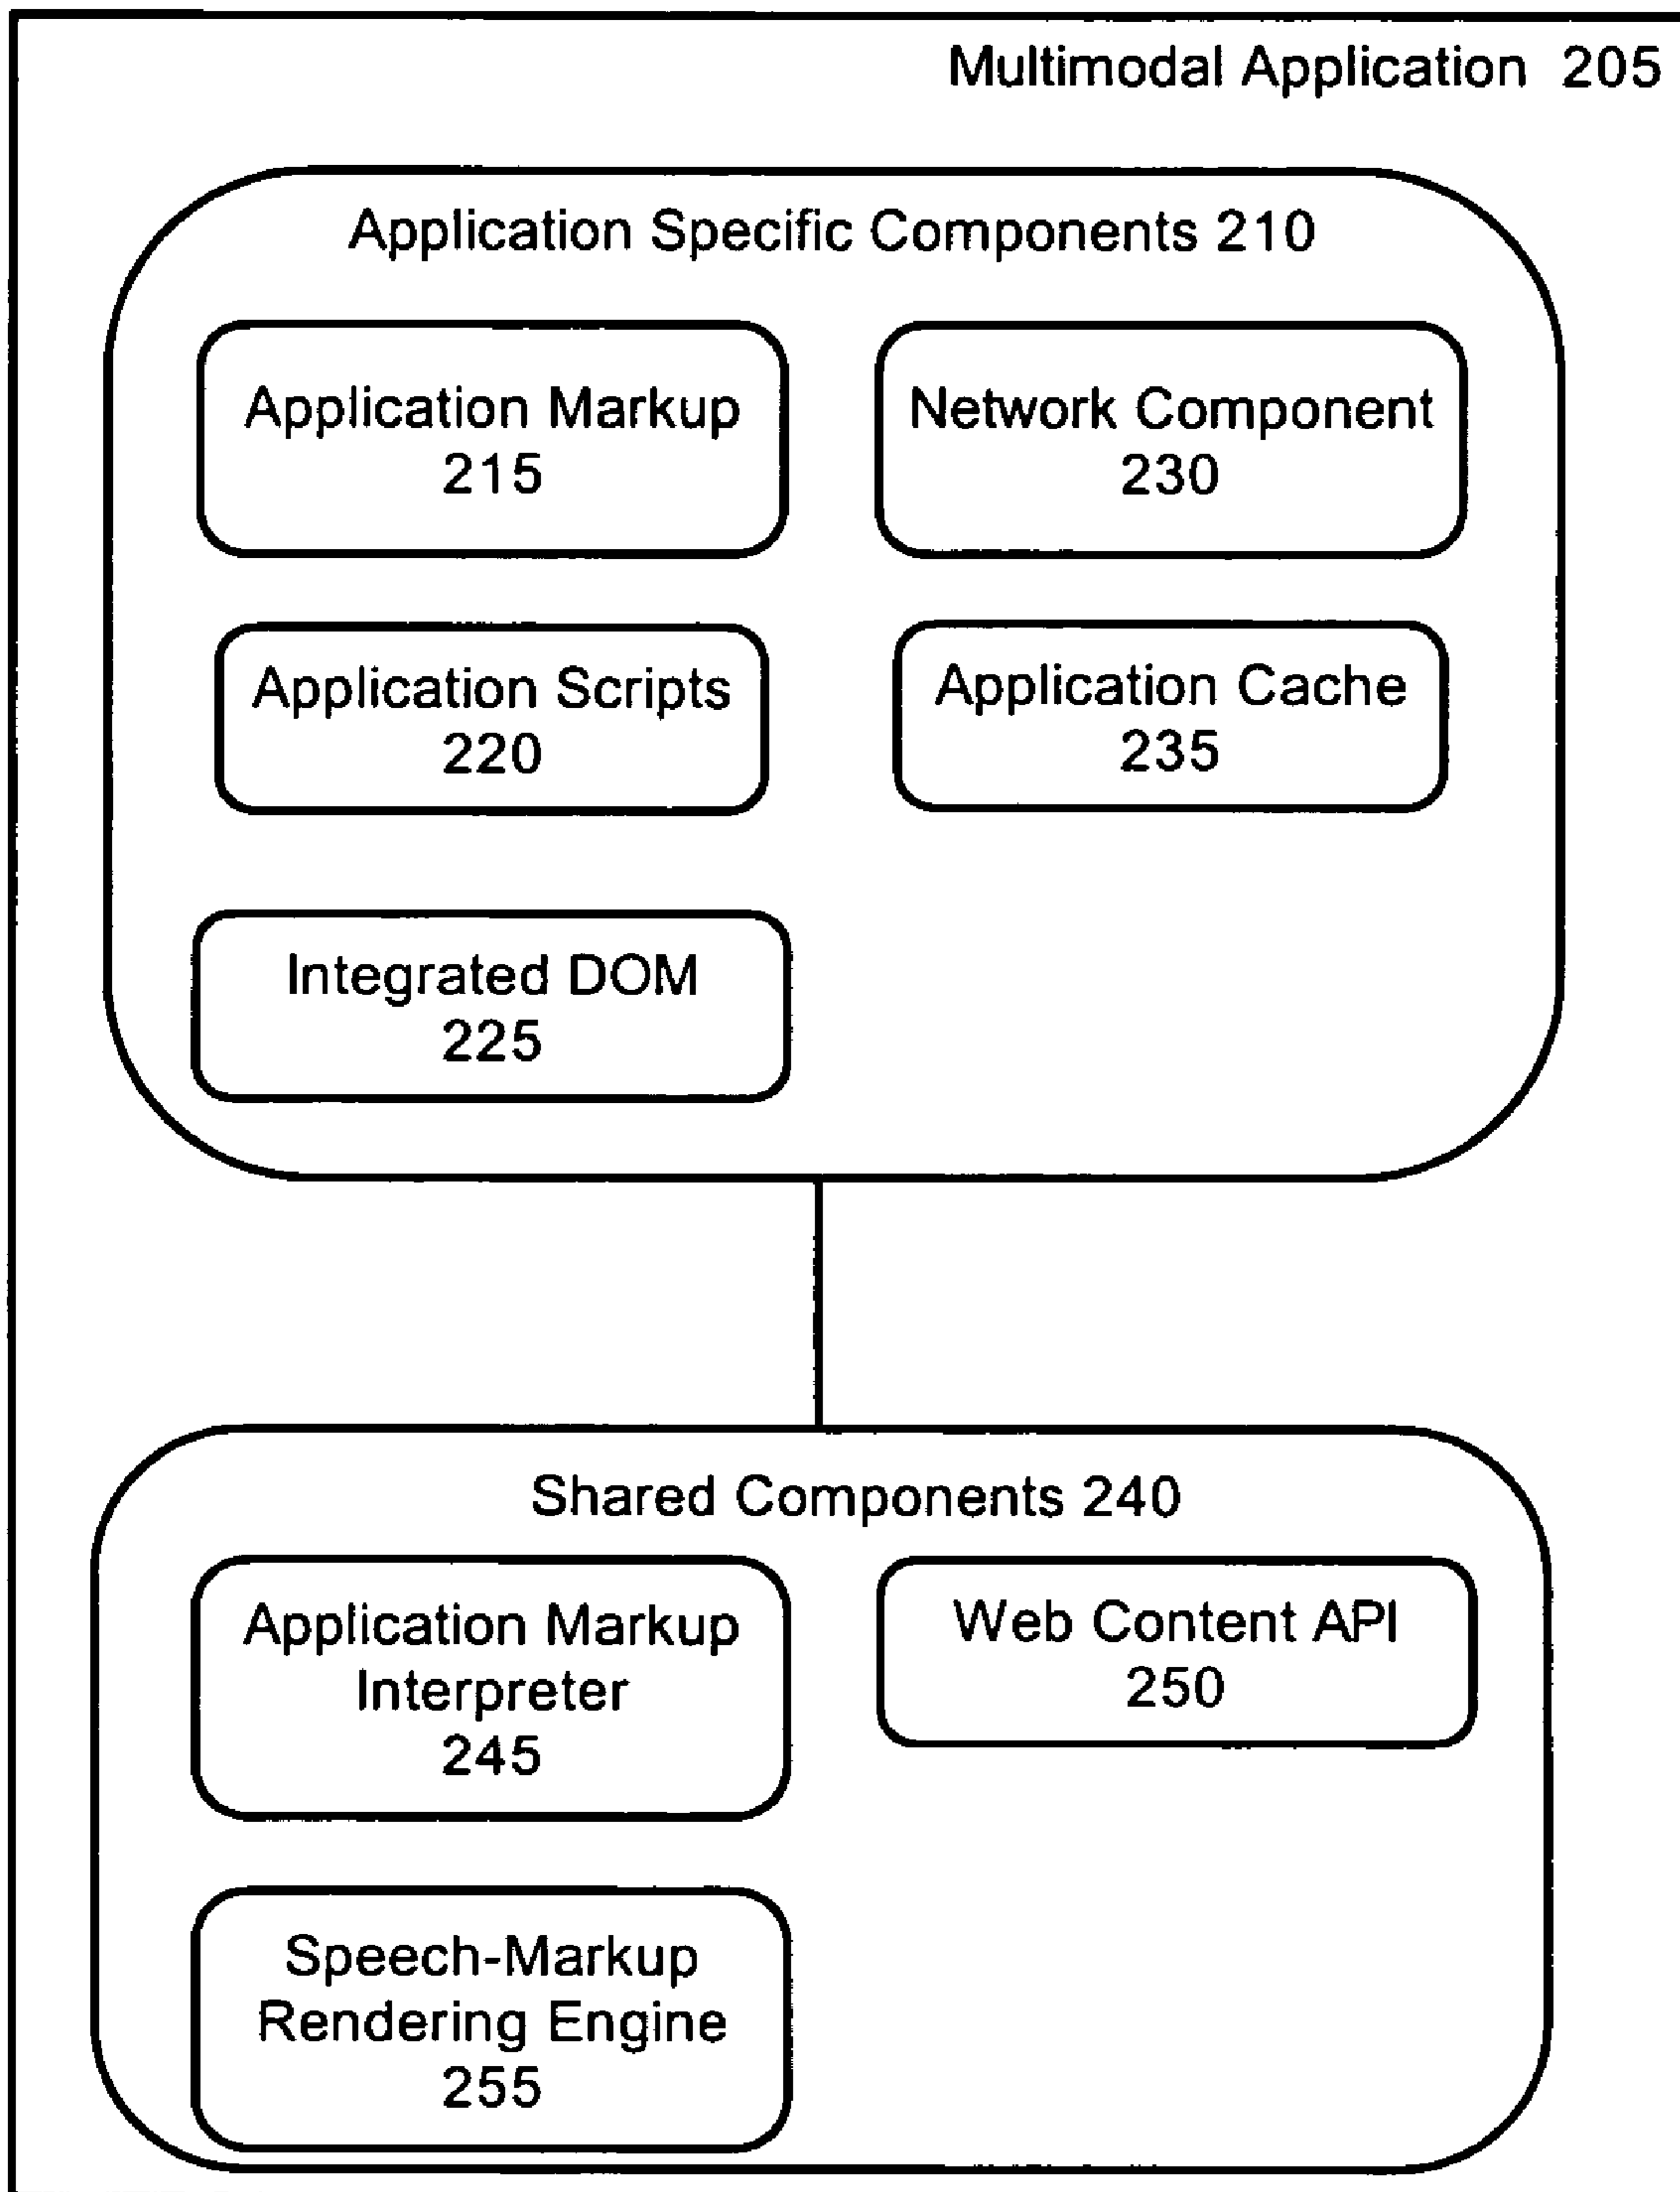 Multimodal Application 205
Application Specific Components 210
Application Markup
215
Network Component
230
Application Scripts
220
Application Cache
235
Integrated DOM
225
Shared Components 240
Application Markup
Interpreter
245
Web Content API
250
Speech-Markup
Rendering Engine
255